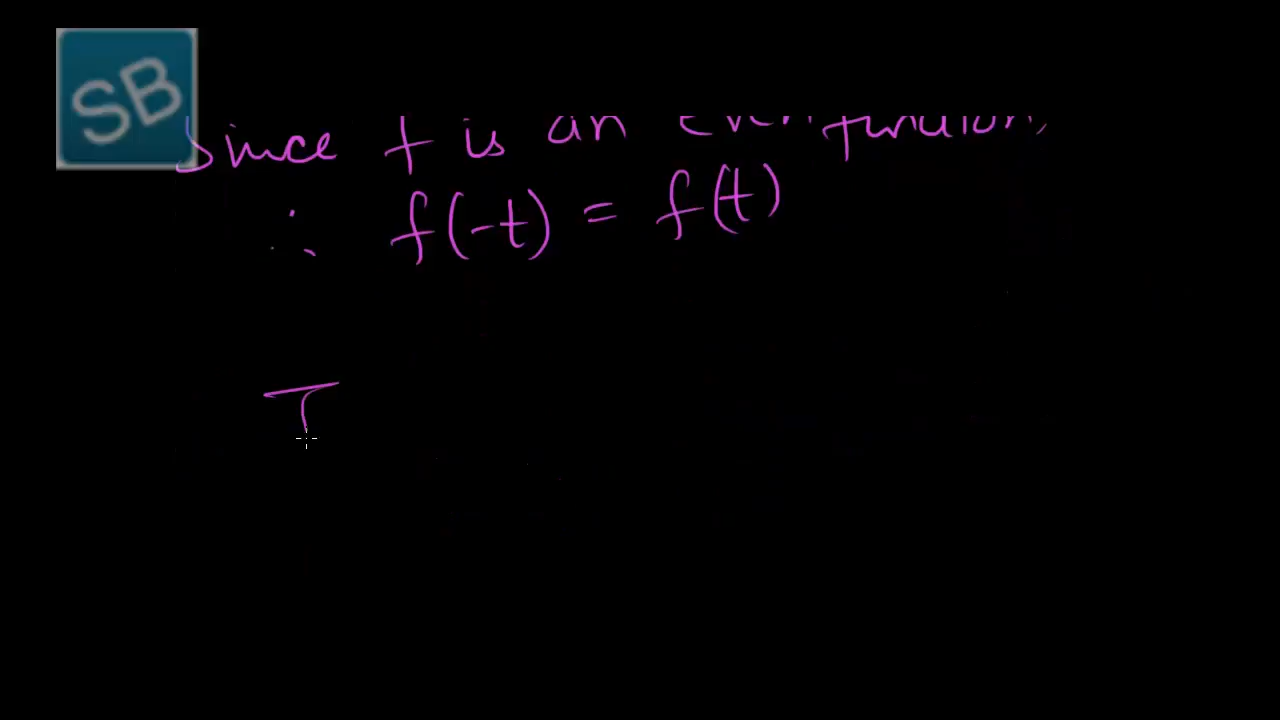 SB
Since f is an even function,
∴ f(-t) = f(t)
T